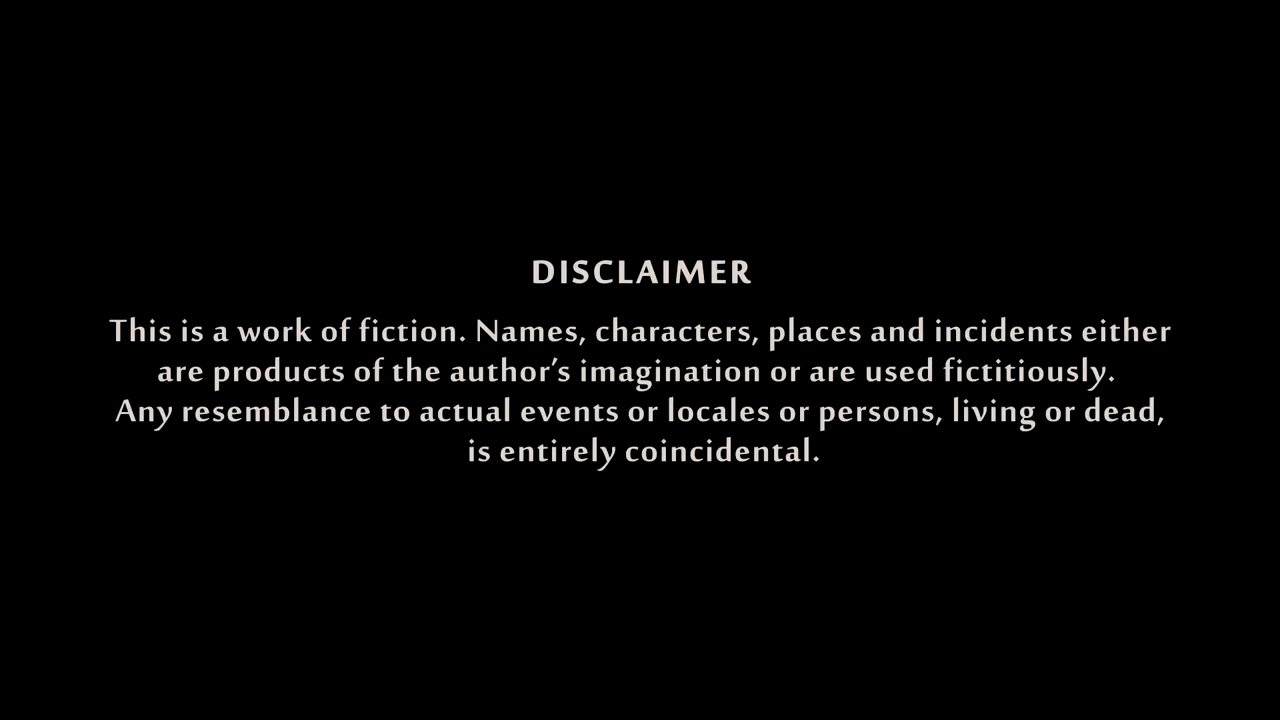 DISCLAIMER
This is a work of fiction. Names, characters, places and incidents either
are products of the author’s imagination or are used fictitiously.
Any resemblance to actual events or locales or persons, living or dead,
is entirely coincidental.